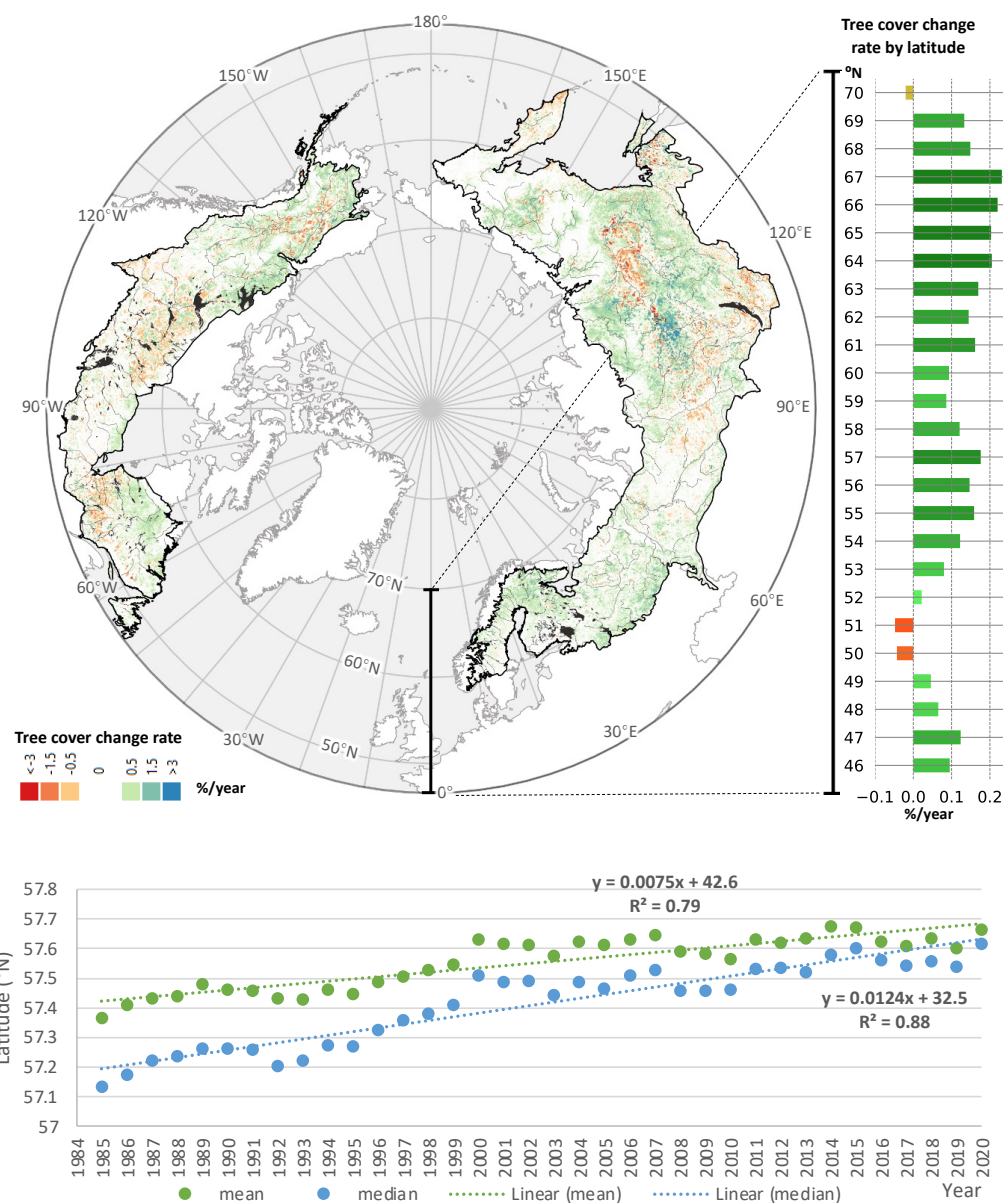 180°
150°W
150°E
120°W
120°E
90°W
90°E
60°W
60°E
70°N
60°N
50°N
30°W
30°E
0°
Tree cover change rate
<-3
-1.5
-0.5
0
0.5
1.5
>3
%/year
Tree cover change
rate by latitude
°N
70
69
68
67
66
65
64
63
62
61
60
59
58
57
56
55
54
53
52
51
50
49
48
47
46
−0.1 0.0 0.1 0.2
%/year
57.8
57.7
57.6
57.5
57.4
57.3
57.2
57.1
57
Latitude (°N)
y = 0.0075x + 42.6
R² = 0.79
y = 0.0124x + 32.5
R² = 0.88
1984 1985 1986 1987 1988 1989 1990 1991 1992 1993 1994 1995 1996 1997 1998 1999 2000 2001 2002 2003 2004 2005 2006 2007 2008 2009 2010 2011 2012 2013 2014 2015 2016 2017 2018 2019 2020
Year
mean median Linear (mean) Linear (median)